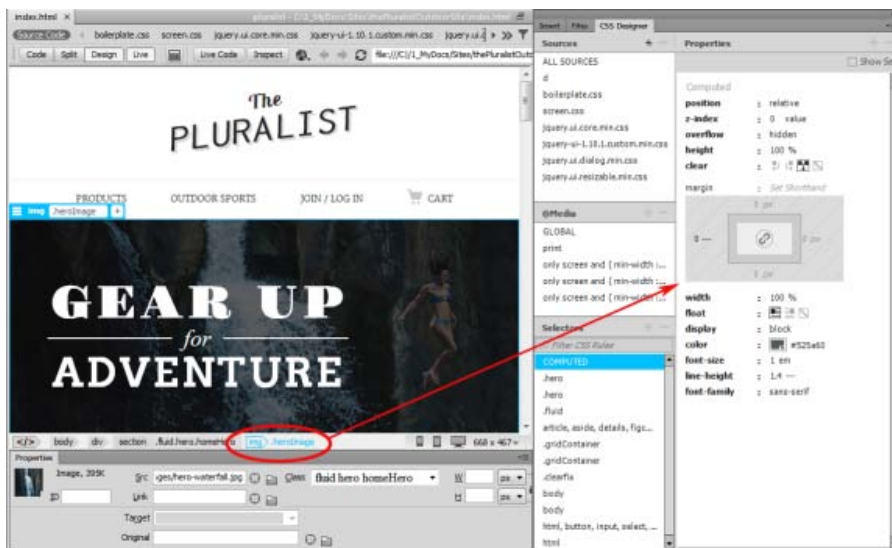 index.html ×
Source Code
boilerplate.css screen.css jquery.ui.core.min.css jquery-ui-1.10.1.custom.min.css
Code Split Design Live Live Code Inspect
The
PLURALIST
PRODUCTS OUTDOOR SPORTS JOIN / LOG IN CART
img .heroImage +
GEAR UP
for
ADVENTURE
</> body div section .fluid.hero.homeHero img .heroImage 668 x 467
Properties
Image, 395K
Src ges/hero-waterfall.jpg Class fluid hero homeHero W px
ID Link H px
Target
Original
Insert Files CSS Designer
Sources + −
ALL SOURCES
boilerplate.css
screen.css
jquery.ui.core.min.css
jquery-ui-1.10.1.custom.min.css
jquery.ui.dialog.min.css
jquery.ui.resizable.min.css
@Media
GLOBAL
print
only screen and ( min-width :...
only screen and ( min-width :...
only screen and ( min-width :...
Selectors
Filter CSS Rules
COMPUTED
.hero
.hero
.fluid
article, aside, details, figc...
.gridContainer
.gridContainer
.clearfix
body
body
html, button, input, select, ...
html
Properties
Show Se
Computed
position : relative
z-index : 0 value
overflow : hidden
height : 100 %
clear :
margin : Set Shorthand
width : 100 %
float :
display : block
color : #525a60
font-size : 1 em
line-height : 1.4
font-family : sans-serif